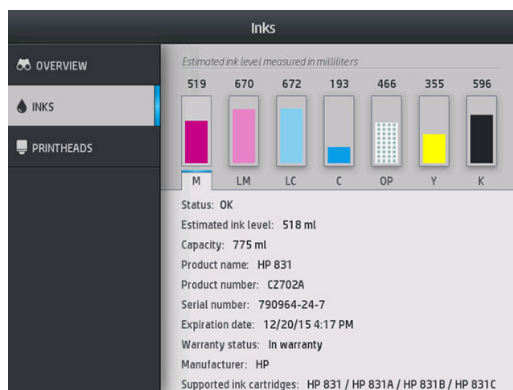 Inks
OVERVIEW
INKS
PRINTHEADS
Estimated ink level measured in milliliters
519 670 672 193 466 355 596
M LM LC C OP Y K
Status: OK
Estimated ink level: 518 ml
Capacity: 775 ml
Product name: HP 831
Product number: CZ702A
Serial number: 790964-24-7
Expiration date: 12/20/15 4:17 PM
Warranty status: In warranty
Manufacturer: HP
Supported ink cartridges: HP 831 / HP 831A / HP 831B / HP 831C